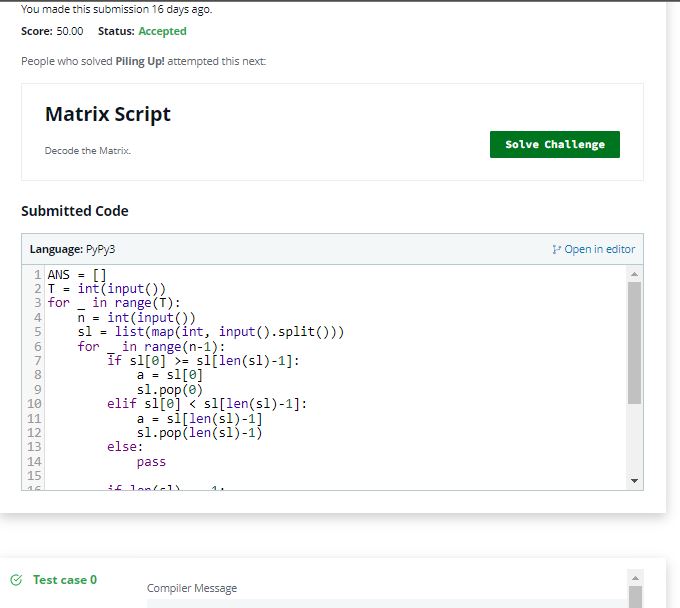 You made this submission 16 days ago.
Score: 50.00 Status: Accepted
People who solved Piling Up! attempted this next:
Matrix Script
Decode the Matrix.
Solve Challenge
Submitted Code
Language: PyPy3 Open in editor
1 ANS = []
2 T = int(input())
3 for _ in range(T):
4     n = int(input())
5     sl = list(map(int, input().split()))
6     for _ in range(n-1):
7         if sl[0] >= sl[len(sl)-1]:
8             a = sl[0]
9             sl.pop(0)
10         elif sl[0] < sl[len(sl)-1]:
11             a = sl[len(sl)-1]
12             sl.pop(len(sl)-1)
13         else:
14             pass
15
16         if len(sl)
Test case 0
Compiler Message